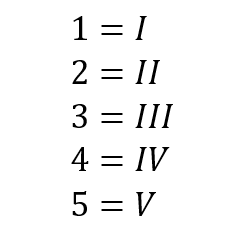 1 = I
2 = II
3 = III
4 = IV
5 = V